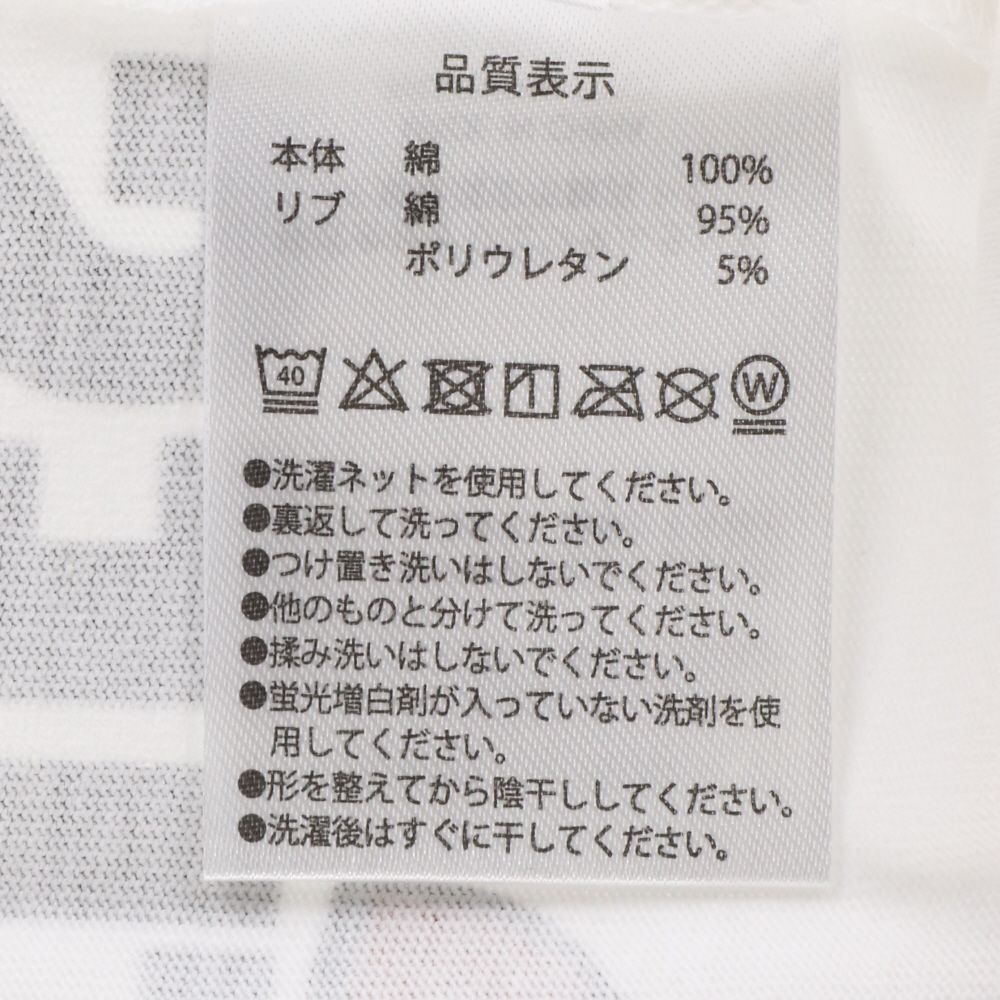 品質表示
本体 綿 100%
リブ 綿 95%
ポリウレタン 5%
40 W
●洗濯ネットを使用してください。
●裏返して洗ってください。
●つけ置き洗いはしないでください。
●他のものと分けて洗ってください。
●揉み洗いはしないでください。
●蛍光増白剤が入っていない洗剤を使
用してください。
●形を整えてから陰干ししてください。
●洗濯後はすぐに干してください。